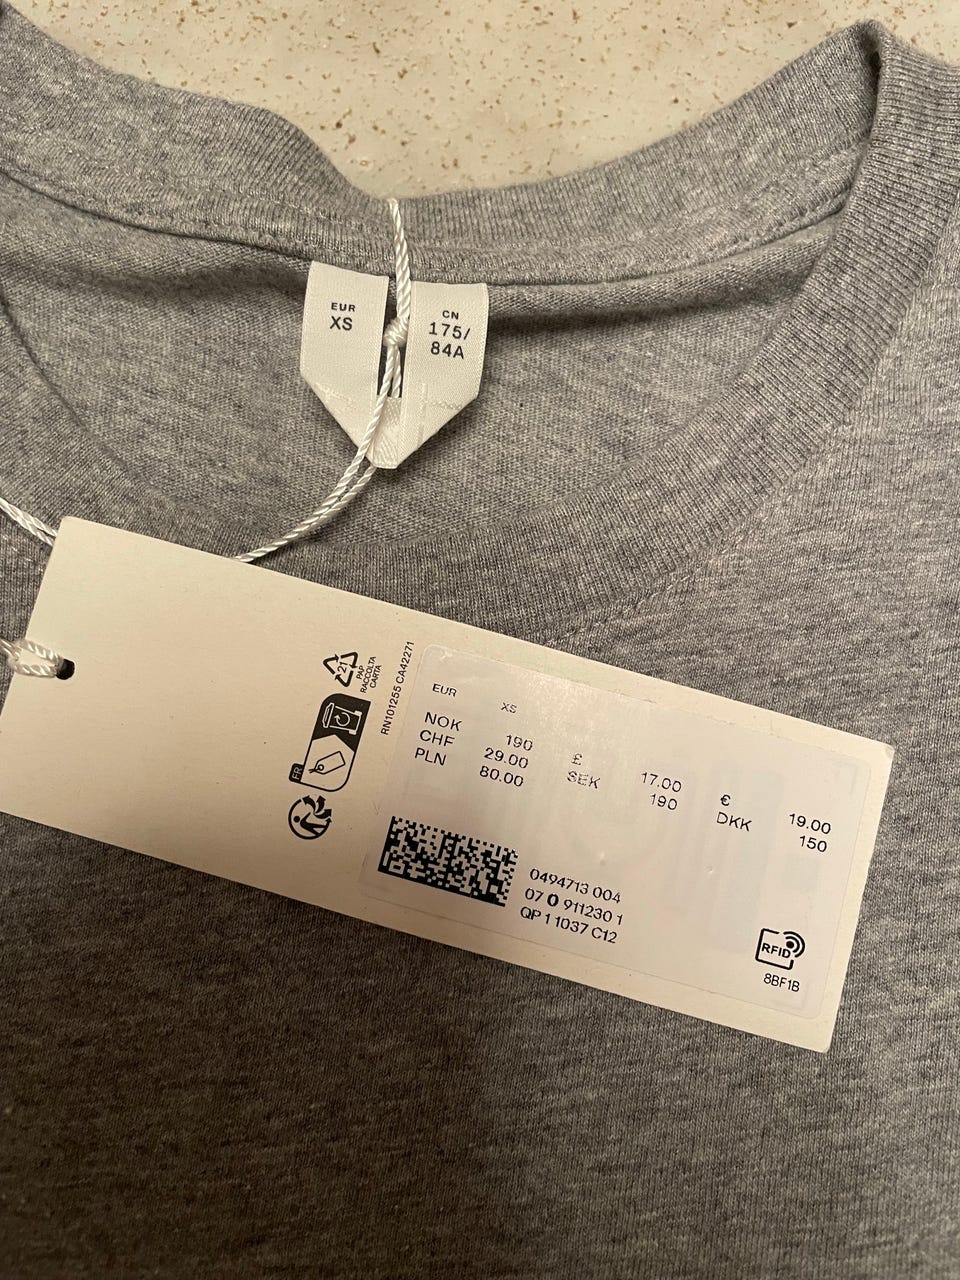 EUR
XS
CN
175/
84A
21
PAP
RACCOLTA
CARTA
FR
RN101255 CA42271
EUR XS
NOK 190 £ 17.00 € 19.00
CHF 29.00 SEK 190 DKK 150
PLN 80.00
0494713 004
07 0 911230 1
QP 1 1037 C12
RFID
8BF1B